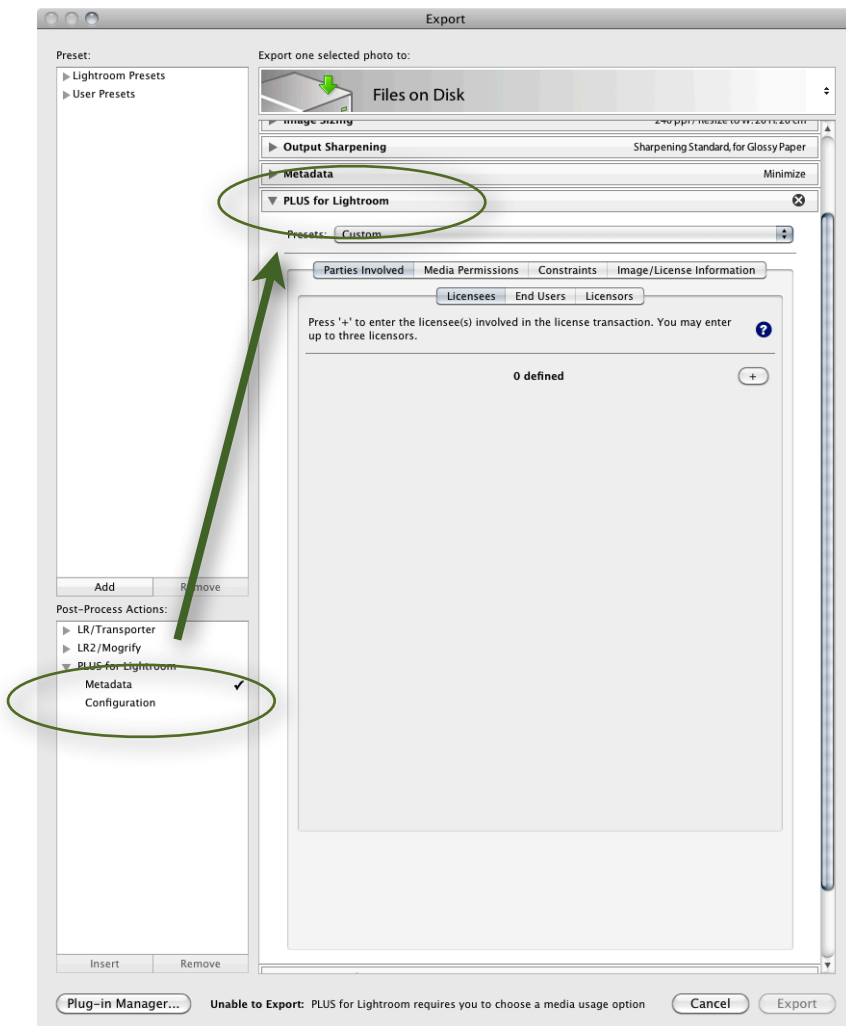 Export
Preset:
Lightroom Presets
User Presets
Add
Remove
Post-Process Actions:
LR/Transporter
LR2/Mogrify
PLUS for Lightroom
Metadata
Configuration
Insert
Remove
Export one selected photo to:
Files on Disk
Image Sizing
Output Sharpening
Sharpening Standard, for Glossy Paper
Metadata
Minimize
PLUS for Lightroom
Presets: Custom
Parties Involved Media Permissions Constraints Image/License Information
Licensees End Users Licensors
Press '+' to enter the licensee(s) involved in the license transaction. You may enter
up to three licensors.
?
0 defined
+
Plug-in Manager...
Unable to Export: PLUS for Lightroom requires you to choose a media usage option
Cancel
Export